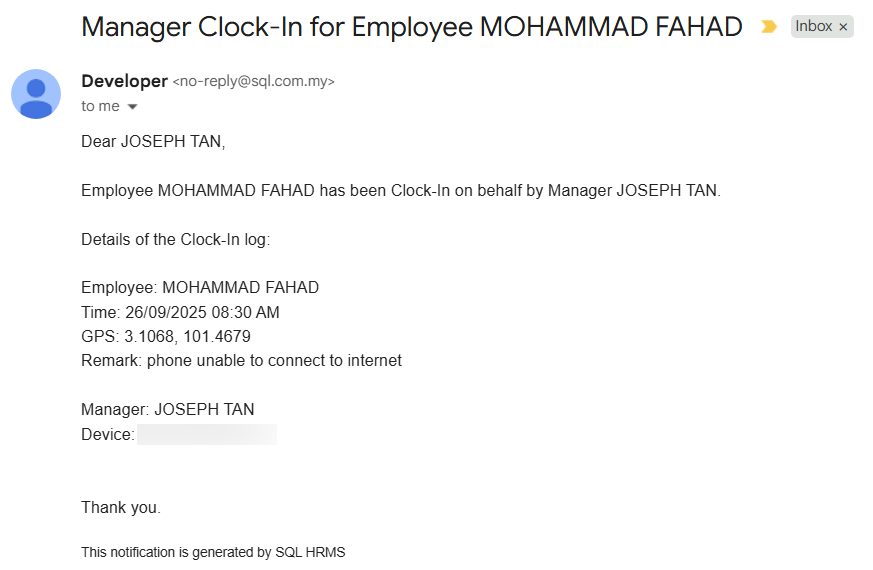 Manager Clock-In for Employee MOHAMMAD FAHAD
Inbox ×
Developer <no-reply@sql.com.my>
to me
Dear JOSEPH TAN,
Employee MOHAMMAD FAHAD has been Clock-In on behalf by Manager JOSEPH TAN.
Details of the Clock-In log:
Employee: MOHAMMAD FAHAD
Time: 26/09/2025 08:30 AM
GPS: 3.1068, 101.4679
Remark: phone unable to connect to internet
Manager: JOSEPH TAN
Device:
Thank you.
This notification is generated by SQL HRMS